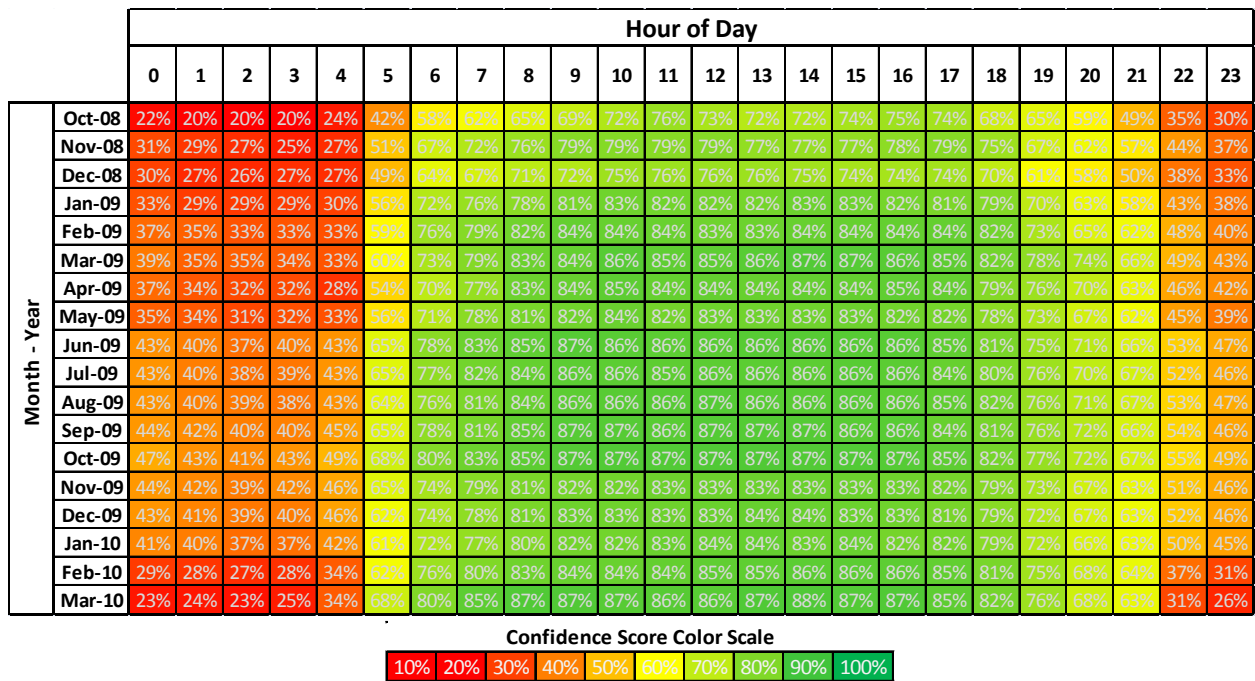 Hour of Day
0 1 2 3 4 5 6 7 8 9 10 11 12 13 14 15 16 17 18 19 20 21 22 23
Month - Year
Oct-08 22% 20% 20% 20% 24% 42% 58% 62% 65% 69% 72% 76% 73% 72% 72% 74% 75% 74% 68% 65% 59% 49% 35% 30%
Nov-08 31% 29% 27% 25% 27% 51% 67% 72% 76% 79% 79% 79% 79% 77% 77% 77% 78% 79% 75% 67% 62% 57% 44% 37%
Dec-08 30% 27% 26% 27% 27% 49% 64% 67% 71% 72% 75% 76% 76% 76% 75% 74% 74% 74% 70% 61% 58% 50% 38% 33%
Jan-09 33% 29% 29% 29% 30% 56% 72% 76% 78% 81% 83% 82% 82% 82% 83% 83% 82% 81% 79% 70% 63% 58% 43% 38%
Feb-09 37% 35% 33% 33% 33% 59% 76% 79% 82% 84% 84% 84% 83% 83% 84% 84% 84% 84% 82% 73% 65% 62% 48% 40%
Mar-09 39% 35% 35% 34% 33% 60% 73% 79% 83% 84% 86% 85% 85% 86% 87% 87% 86% 85% 82% 78% 74% 66% 49% 43%
Apr-09 37% 34% 32% 32% 28% 54% 70% 77% 83% 84% 85% 84% 84% 84% 84% 84% 85% 84% 79% 76% 70% 63% 46% 42%
May-09 35% 34% 31% 32% 33% 56% 71% 78% 81% 82% 84% 82% 83% 83% 83% 83% 82% 82% 78% 73% 67% 62% 45% 39%
Jun-09 43% 40% 37% 40% 43% 65% 78% 83% 85% 87% 86% 86% 86% 86% 86% 86% 86% 85% 81% 75% 71% 66% 53% 47%
Jul-09 43% 40% 38% 39% 43% 65% 77% 82% 84% 86% 86% 85% 86% 86% 86% 86% 86% 84% 80% 76% 70% 67% 52% 46%
Aug-09 43% 40% 39% 38% 43% 64% 76% 81% 84% 86% 86% 86% 87% 86% 86% 86% 86% 85% 82% 76% 71% 67% 53% 47%
Sep-09 44% 42% 40% 40% 45% 65% 78% 81% 85% 87% 87% 86% 87% 87% 87% 86% 86% 84% 81% 76% 72% 66% 54% 46%
Oct-09 47% 43% 41% 43% 49% 68% 80% 83% 85% 87% 87% 87% 87% 87% 87% 87% 87% 85% 82% 77% 72% 67% 55% 49%
Nov-09 44% 42% 39% 42% 46% 65% 74% 79% 81% 82% 82% 83% 83% 83% 83% 83% 83% 82% 79% 73% 67% 63% 51% 46%
Dec-09 43% 41% 39% 40% 46% 62% 74% 78% 81% 83% 83% 83% 83% 84% 84% 83% 83% 81% 79% 72% 67% 63% 52% 46%
Jan-10 41% 40% 37% 37% 42% 61% 72% 77% 80% 82% 82% 83% 84% 84% 83% 84% 82% 82% 79% 72% 66% 63% 50% 45%
Feb-10 29% 28% 27% 28% 34% 62% 76% 80% 83% 84% 84% 84% 85% 85% 86% 86% 86% 85% 81% 75% 68% 64% 37% 31%
Mar-10 23% 24% 23% 25% 34% 68% 80% 85% 87% 87% 87% 86% 86% 87% 88% 87% 87% 85% 82% 76% 68% 63% 31% 26%
Confidence Score Color Scale
10% 20% 30% 40% 50% 60% 70% 80% 90% 100%